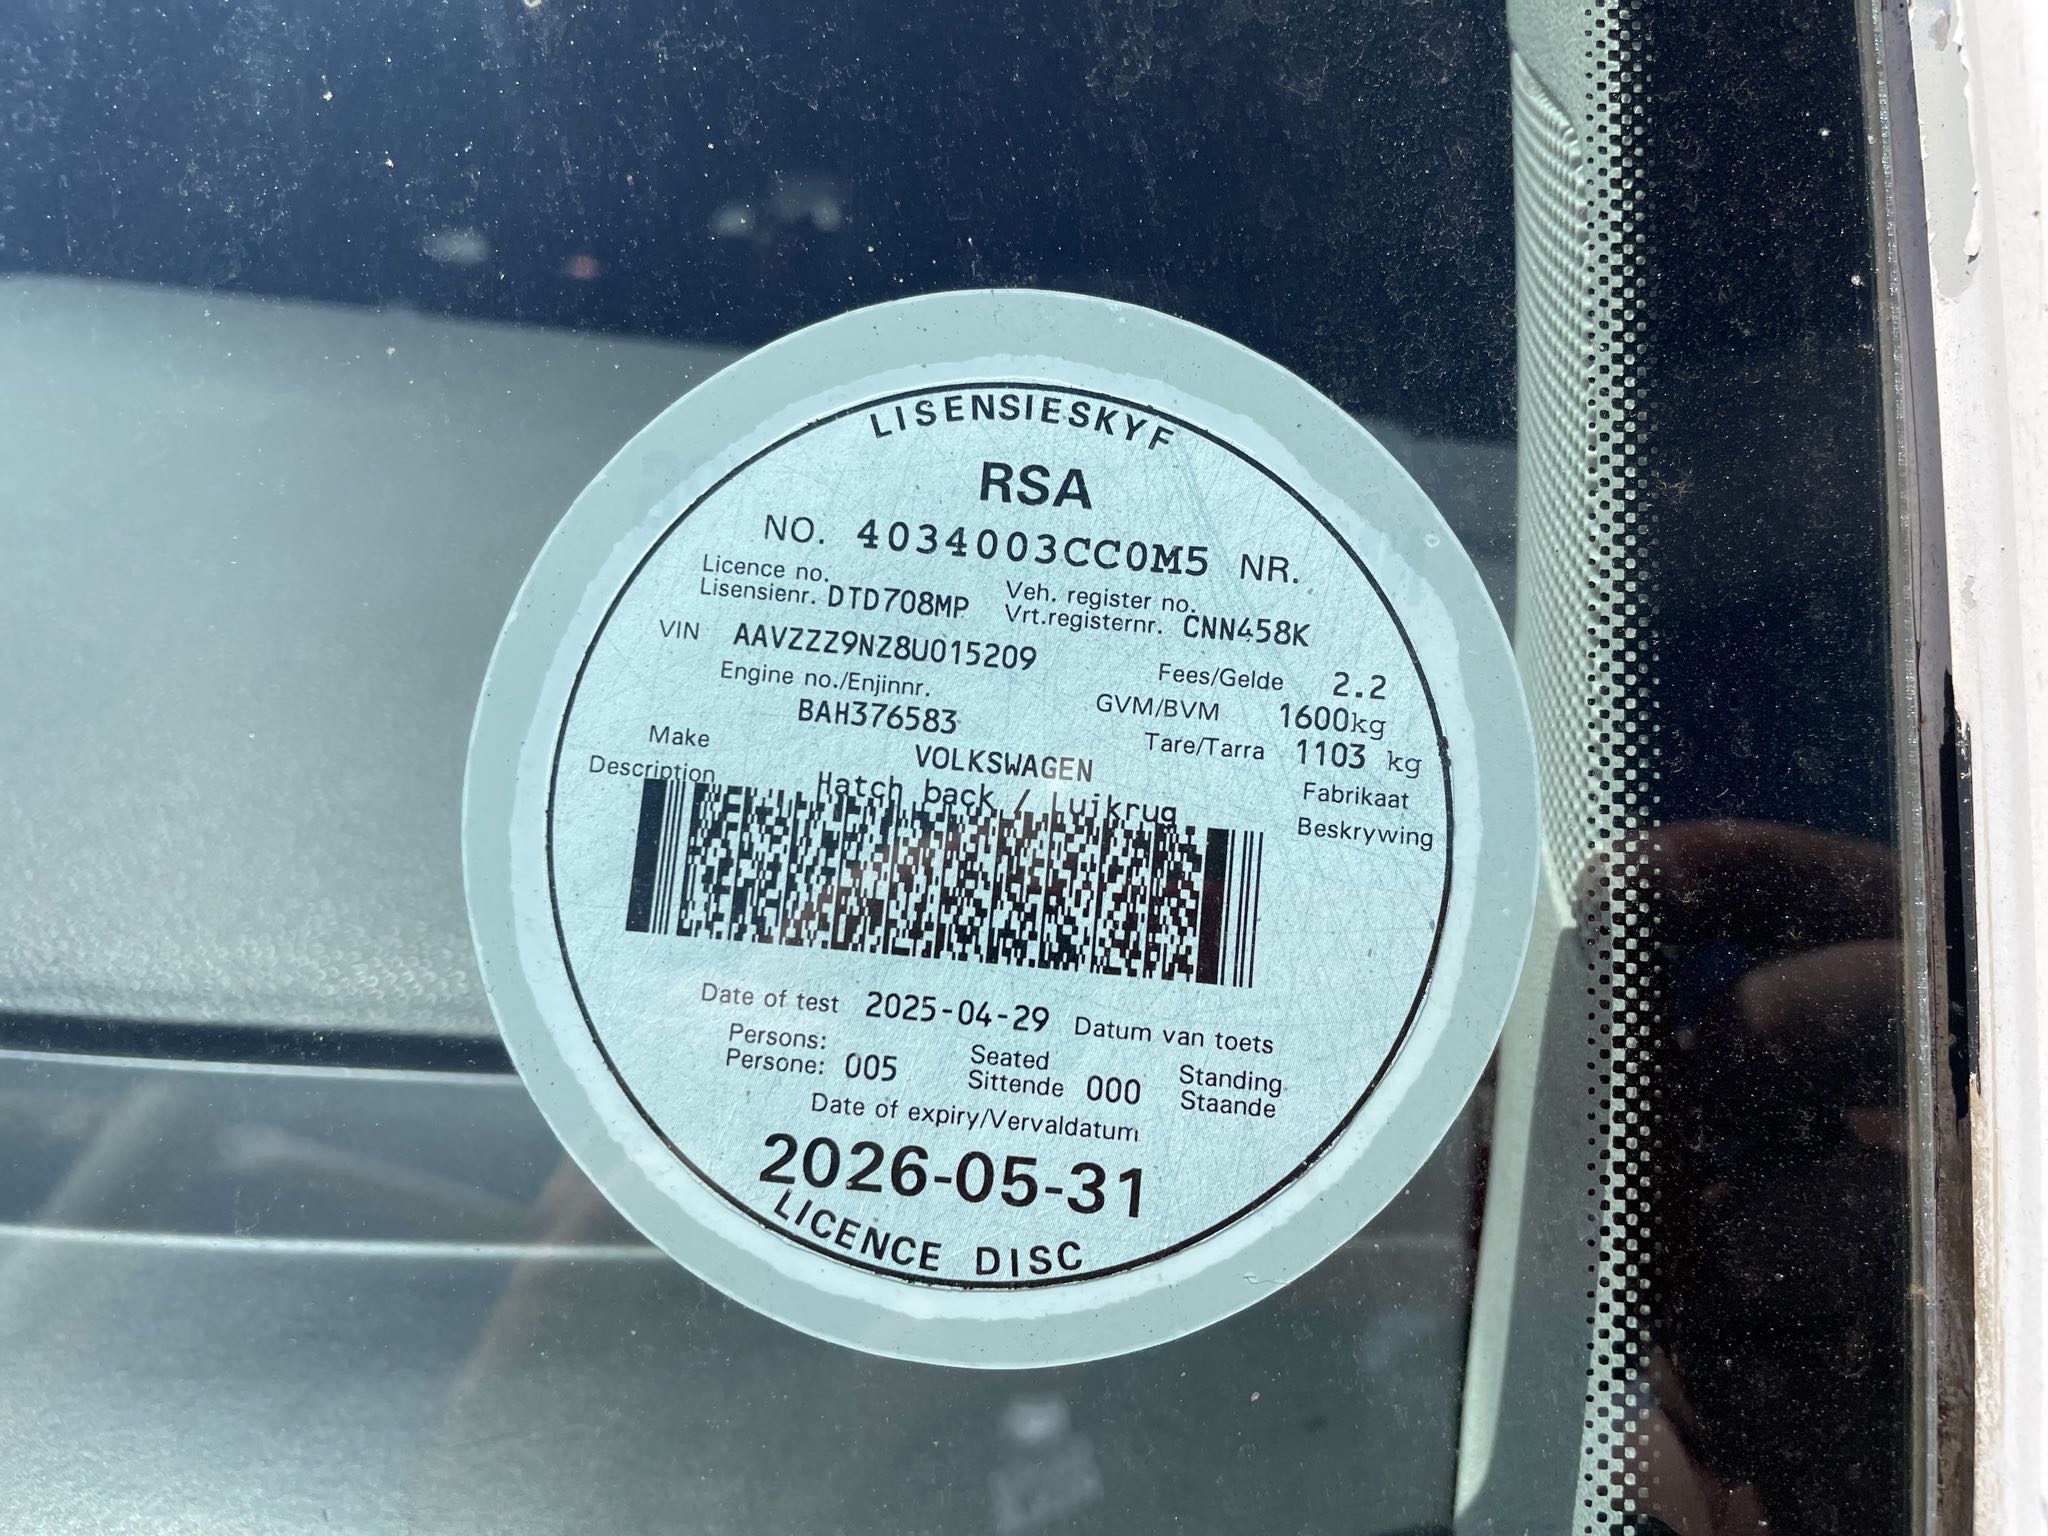 LISENSIESKYF
RSA
NO. 4034003CC0M5 NR.
Licence no. Veh. register no.
Lisensienr. DTD708MP Vrt.registernr. CNN458K
VIN AAVZZZ9NZ8U015209 Fees/Gelde 2.2
Engine no./Enjinnr. GVM/BVM 1600kg
BAH376583 Tare/Tarra 1103 kg
Make VOLKSWAGEN Fabrikaat
Description Hatch back / Luikrug Beskrywing
Date of test 2025-04-29 Datum van toets
Persons: Seated Standing
Persone: 005 Sittende 000 Staande
Date of expiry/Vervaldatum
2026-05-31
LICENCE DISC